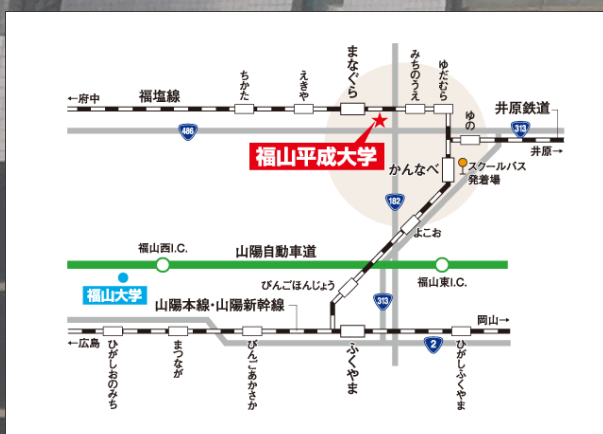 まなぐら
みちのうえ
ゆだむら
えきや
ちかた
←府中
福塩線
井原鉄道
486
313
ゆの
井原→
福山平成大学
かんなべ
スクールバス
発着場
182
よこお
福山西I.C.
山陽自動車道
福山東I.C.
びんごほんじょう
福山大学
313
山陽本線・山陽新幹線
岡山→
←広島
2
ひがしおのみち
まつなが
びんごあかさか
ふくやま
ひがしふくやま